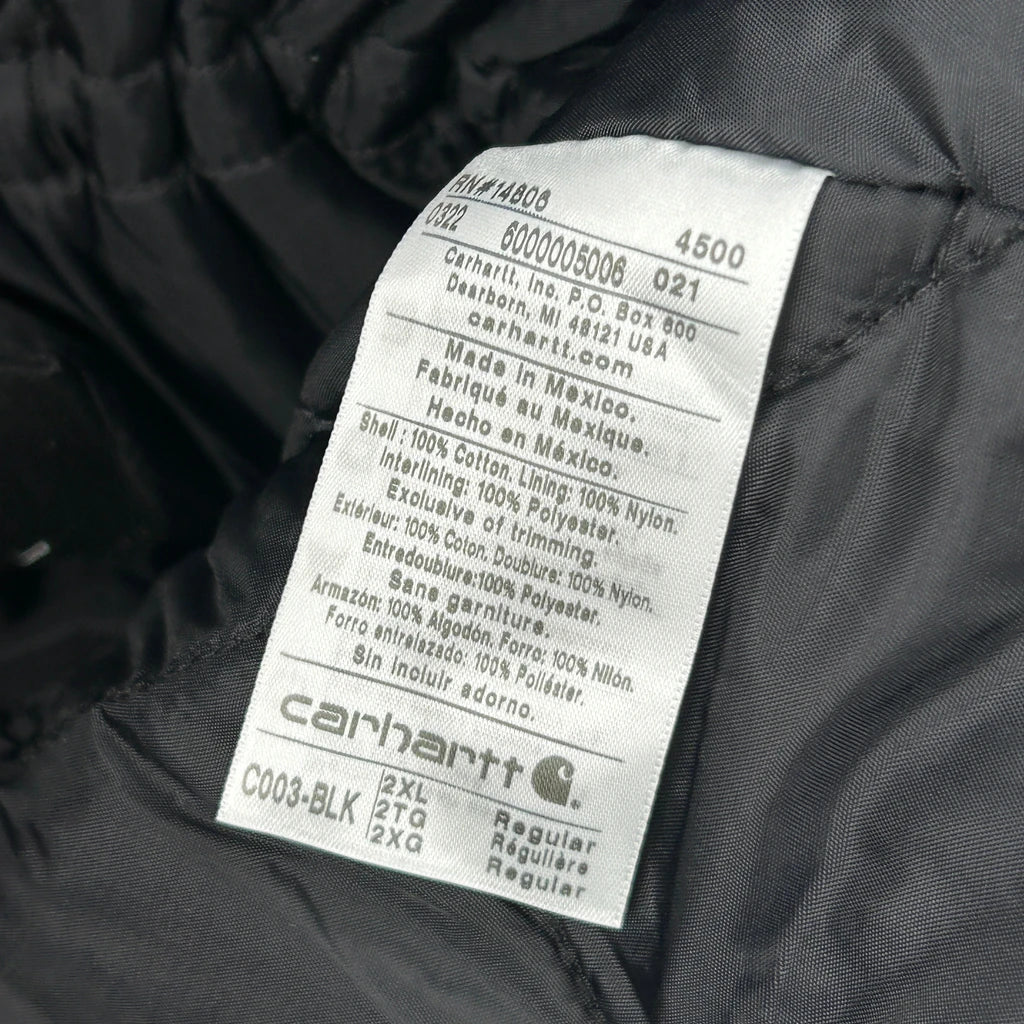 RN#14806
4500
0322 6000005006 021
Carhartt, Inc. P.O. Box 600
Dearborn, MI 48121 USA
carhartt.com
Made in Mexico.
Fabriqué au Mexique.
Hecho en México.
Shell : 100% Cotton. Lining: 100% Nylon.
Interlining: 100% Polyester.
Exclusive of trimming.
Extérieur: 100% Coton. Doublure: 100% Nylon.
Entredoublure:100% Polyester.
Sans garniture.
Armazón: 100% Algodón. Forro: 100% Nilón.
Forro entrelazado: 100% Poliéster.
Sin incluir adorno.
carhartt
C003-BLK
2XL Regular
2TG Régulière
2XG Regular